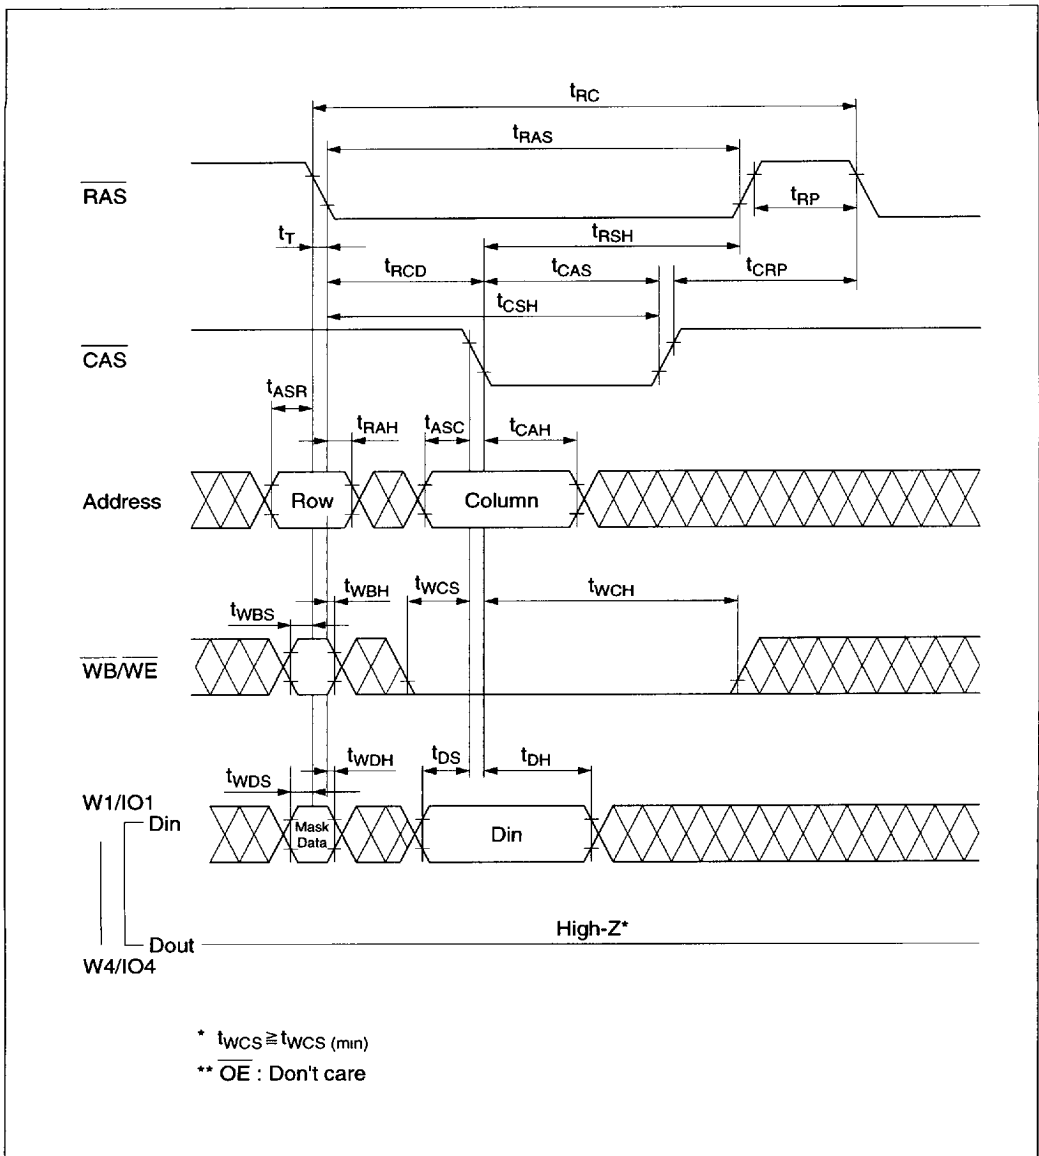 tRC
tRAS
RAS
tRP
tT
tRSH
tRCD
tCAS
tCRP
tCSH
CAS
tASR
tRAH
tASC
tCAH
Address
Row
Column
tWBS
tWBH
tWCS
tWCH
WB/WE
tWDS
tWDH
tDS
tDH
W1/IO1
Din
Mask
Data
Din
High-Z*
Dout
W4/IO4
* tWCS ≧ tWCS (min)
** OE : Don't care